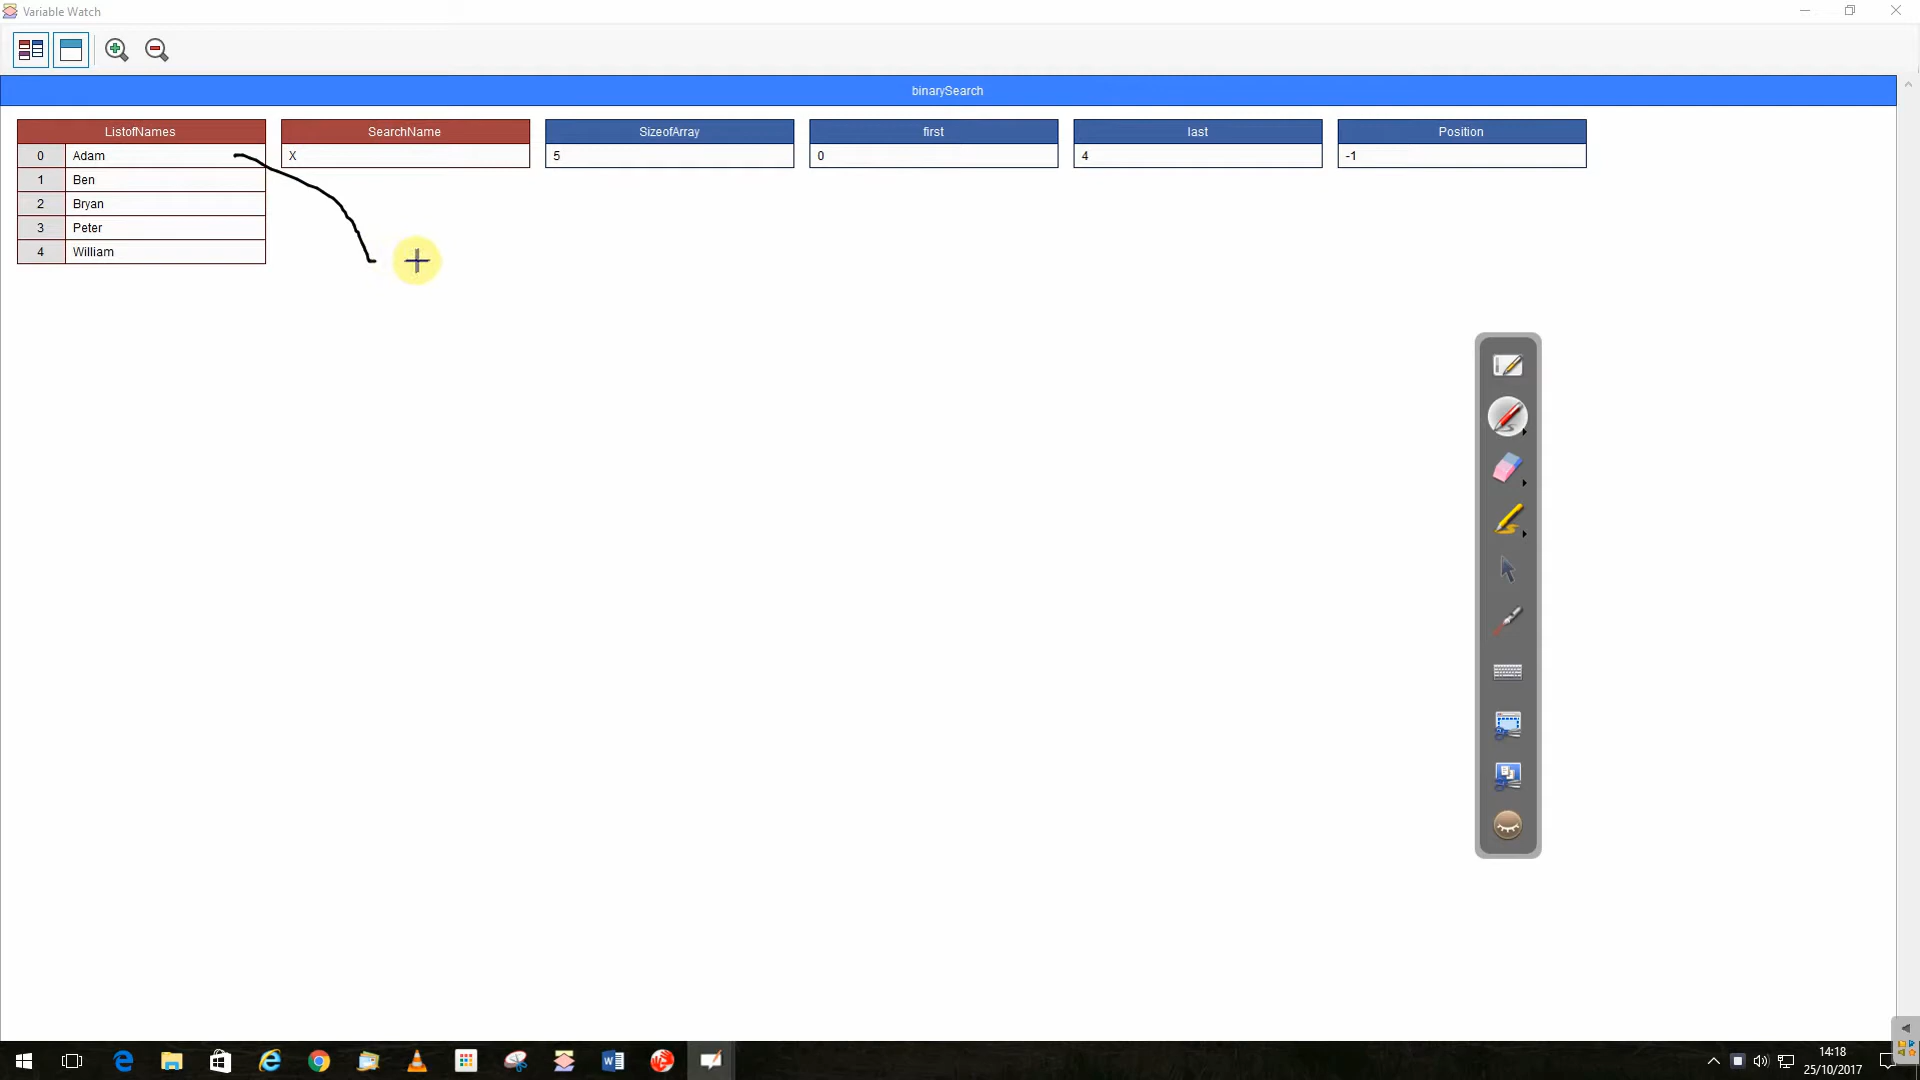 Variable Watch
binarySearch
ListofNames SearchName SizeofArray first last Position
0 Adam X 5 0 4 -1
1 Ben
2 Bryan
3 Peter
4 William
14:18
25/10/2017